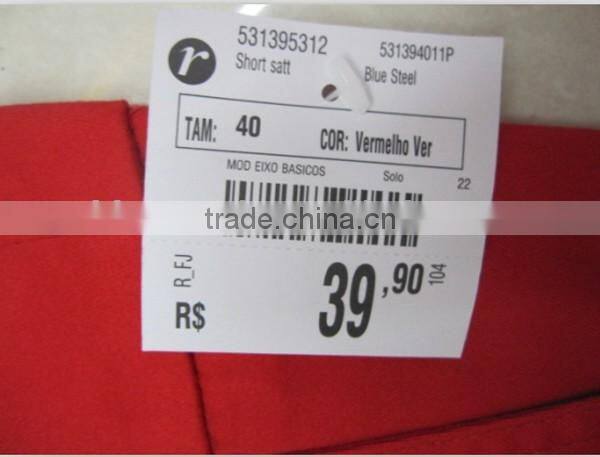 r
531395312 531394011P
Short satt Blue Steel
TAM: 40 COR: Vermelho Ver
MOD EIXO BASICOS Solo 22
trade.china.cn
R_FJ
R$ 39,90
104